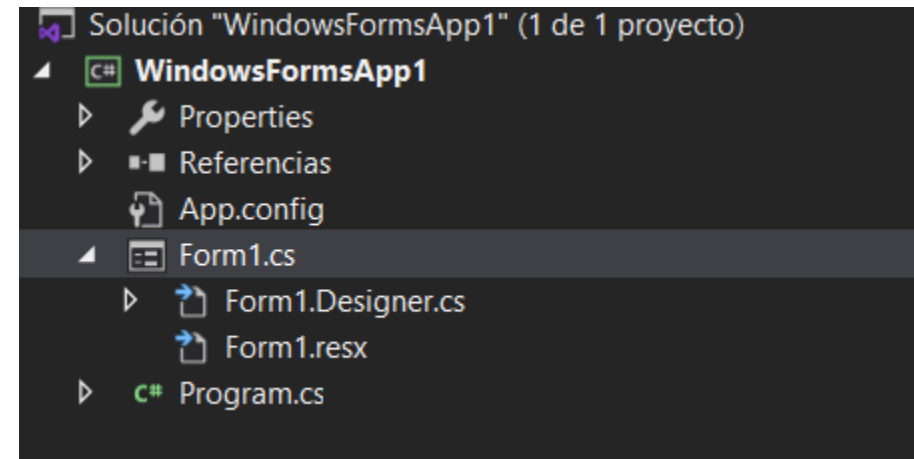 Solución "WindowsFormsApp1" (1 de 1 proyecto)
C# WindowsFormsApp1
Properties
Referencias
App.config
Form1.cs
Form1.Designer.cs
Form1.resx
C# Program.cs